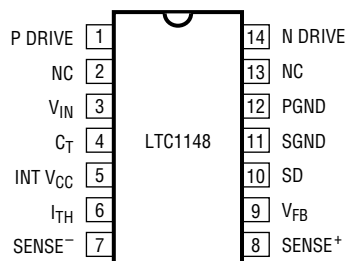 P DRIVE 1 14 N DRIVE
NC 2 13 NC
VIN 3 12 PGND
CT 4 LTC1148 11 SGND
INT VCC 5 10 SD
ITH 6 9 VFB
SENSE− 7 8 SENSE+